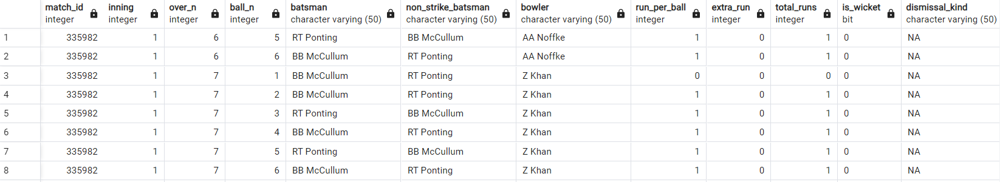 match_id inning over_n ball_n batsman non_strike_batsman bowler run_per_ball extra_run total_runs is_wicket dismissal_kind
integer integer integer integer character varying (50) character varying (50) character varying (50) integer integer integer bit character varying (50)
1 335982 1 6 5 RT Ponting BB McCullum AA Noffke 1 0 1 0 NA
2 335982 1 6 6 BB McCullum RT Ponting AA Noffke 1 0 1 0 NA
3 335982 1 7 1 BB McCullum RT Ponting Z Khan 0 0 0 0 NA
4 335982 1 7 2 BB McCullum RT Ponting Z Khan 1 0 1 0 NA
5 335982 1 7 3 RT Ponting BB McCullum Z Khan 1 0 1 0 NA
6 335982 1 7 4 BB McCullum RT Ponting Z Khan 1 0 1 0 NA
7 335982 1 7 5 RT Ponting BB McCullum Z Khan 1 0 1 0 NA
8 335982 1 7 6 BB McCullum RT Ponting Z Khan 1 0 1 0 NA